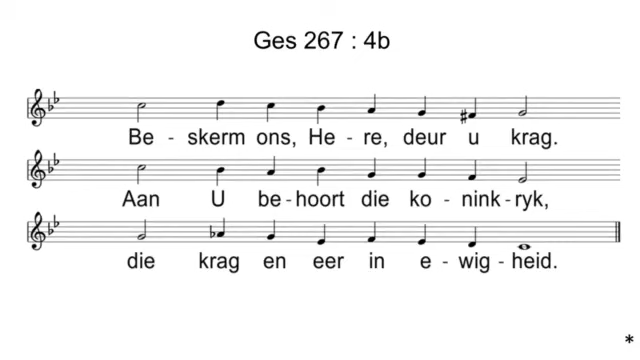 Ges 267 : 4b
Be - skerm ons, He - re, deur u krag.
Aan U be - hoort die ko - nink - ryk,
die krag en eer in e - wig - heid.
*